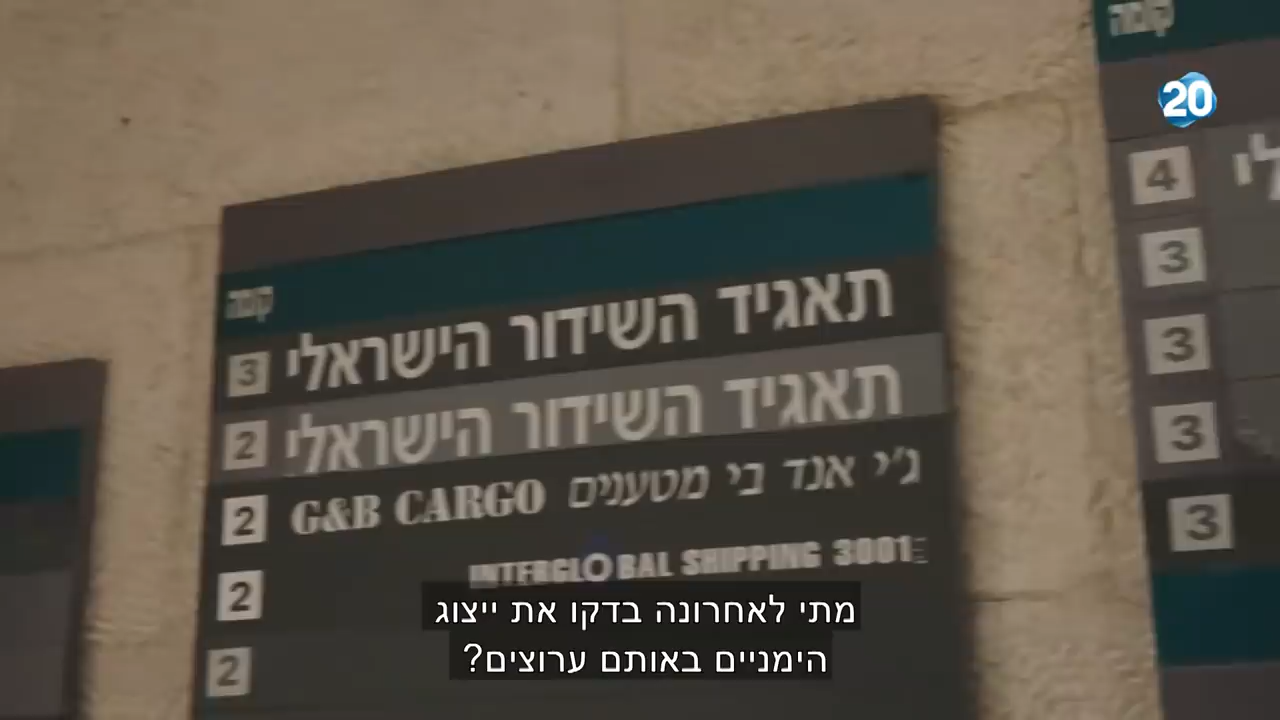 קומה
20
קומה
3 תאגיד השידור הישראלי
2 תאגיד השידור הישראלי
2 G&B CARGO ג'י אנד בי מטענים
2 INTERGLOBAL SHIPPING 3001
2
4
3
3
3
3
מתי לאחרונה בדקו את ייצוג
הימניים באותם ערוצים?